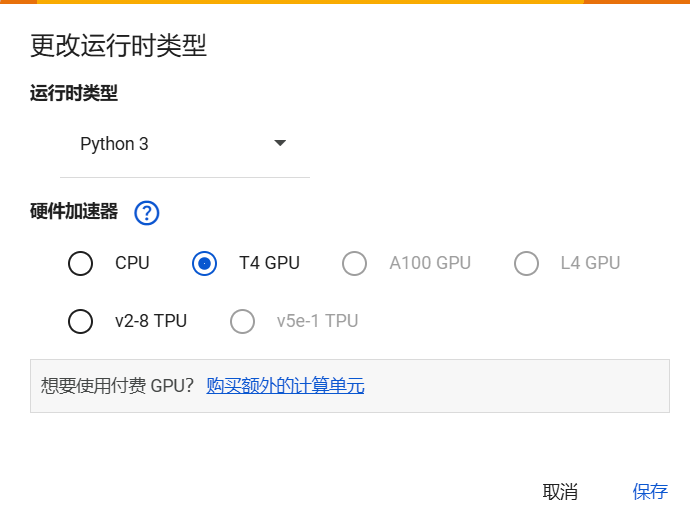 更改运行时类型
运行时类型
Python 3
硬件加速器 ?
CPU T4 GPU A100 GPU L4 GPU
v2-8 TPU v5e-1 TPU
想要使用付费 GPU？ 购买额外的计算单元
取消 保存